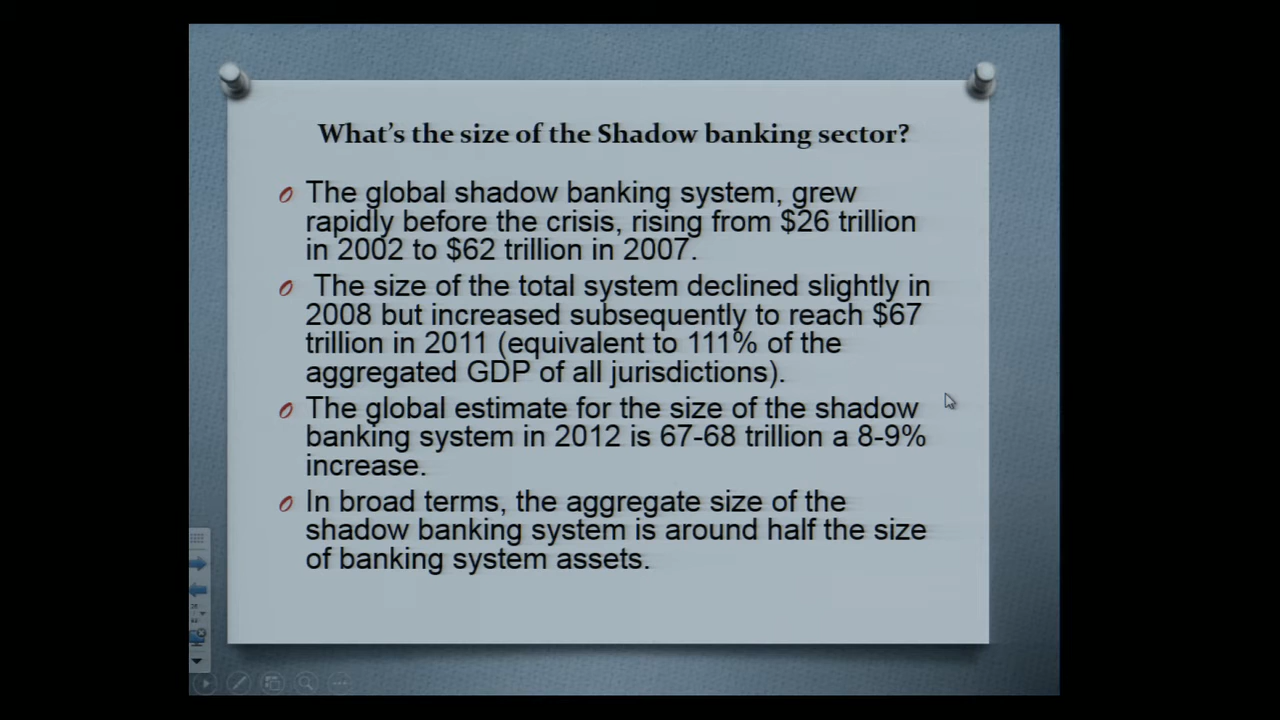 What's the size of the Shadow banking sector?
The global shadow banking system, grew
rapidly before the crisis, rising from $26 trillion
in 2002 to $62 trillion in 2007.
The size of the total system declined slightly in
2008 but increased subsequently to reach $67
trillion in 2011 (equivalent to 111% of the
aggregated GDP of all jurisdictions).
The global estimate for the size of the shadow
banking system in 2012 is 67-68 trillion a 8-9%
increase.
In broad terms, the aggregate size of the
shadow banking system is around half the size
of banking system assets.